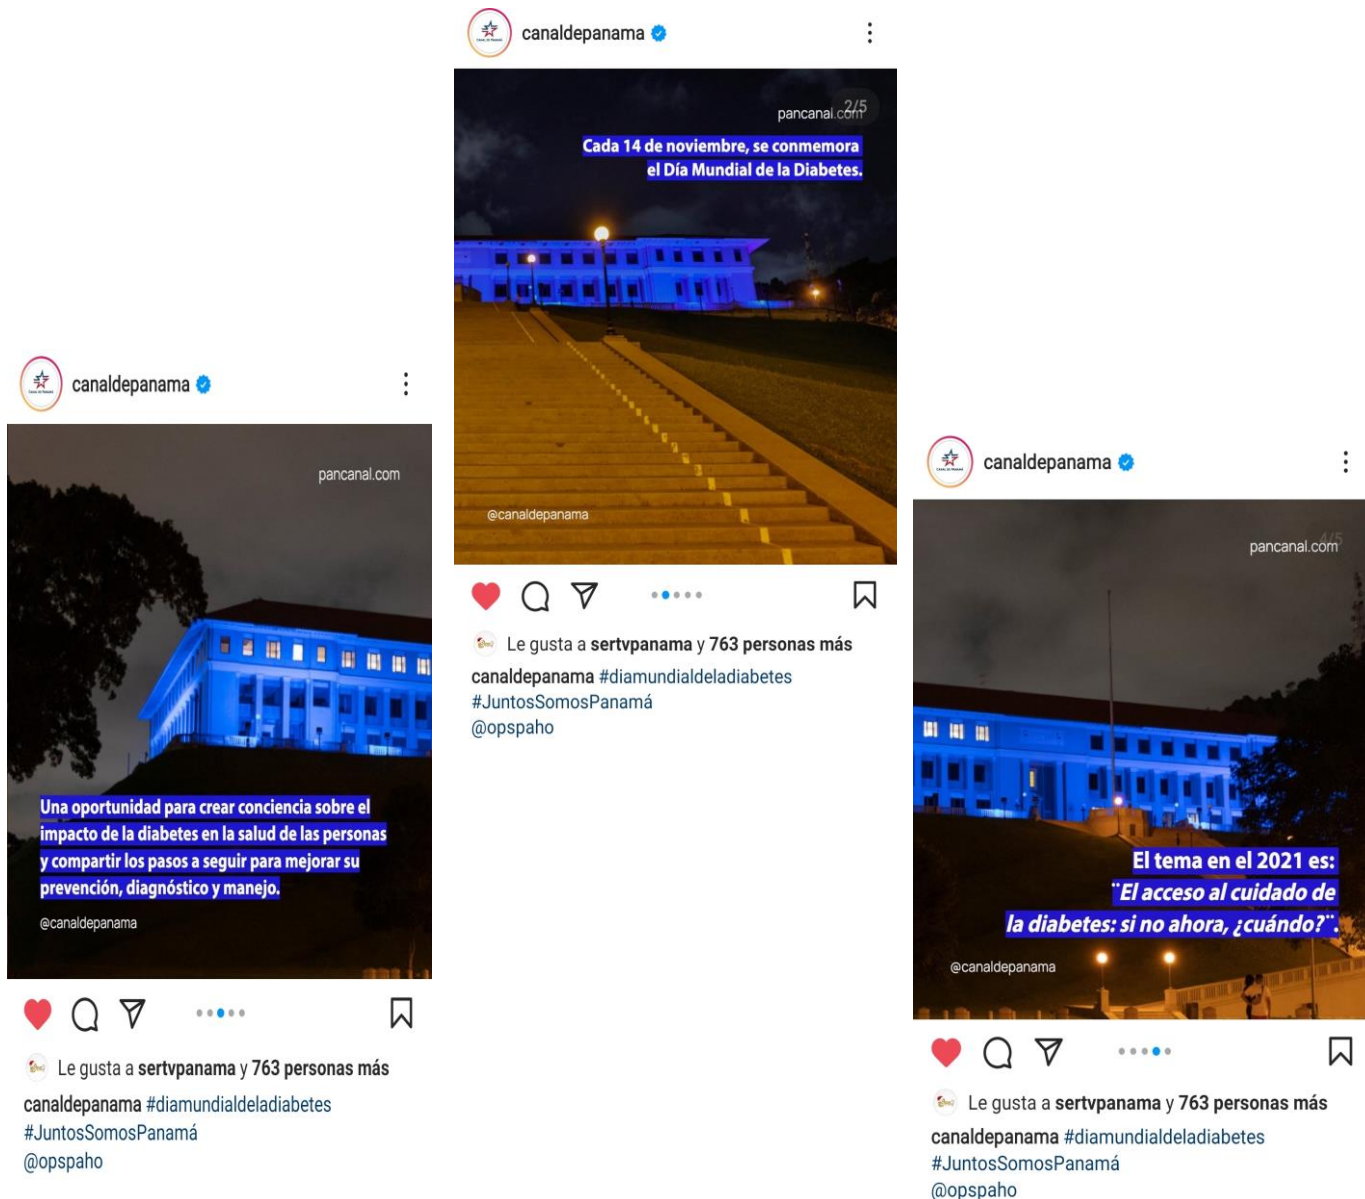 canaldepanama
pancanal.com
Una oportunidad para crear conciencia sobre el
impacto de la diabetes en la salud de las personas
y compartir los pasos a seguir para mejorar su
prevención, diagnóstico y manejo.
@canaldepanama
Le gusta a sertvpanama y 763 personas más
canaldepanama #diamundialdeladiabetes
#JuntosSomosPanamá
@opspaho
canaldepanama
2/5
pancanal.com
Cada 14 de noviembre, se conmemora
el Día Mundial de la Diabetes.
@canaldepanama
Le gusta a sertvpanama y 763 personas más
canaldepanama #diamundialdeladiabetes
#JuntosSomosPanamá
@opspaho
canaldepanama
4/5
pancanal.com
El tema en el 2021 es:
¨El acceso al cuidado de
la diabetes: si no ahora, ¿cuándo?¨.
@canaldepanama
Le gusta a sertvpanama y 763 personas más
canaldepanama #diamundialdeladiabetes
#JuntosSomosPanamá
@opspaho